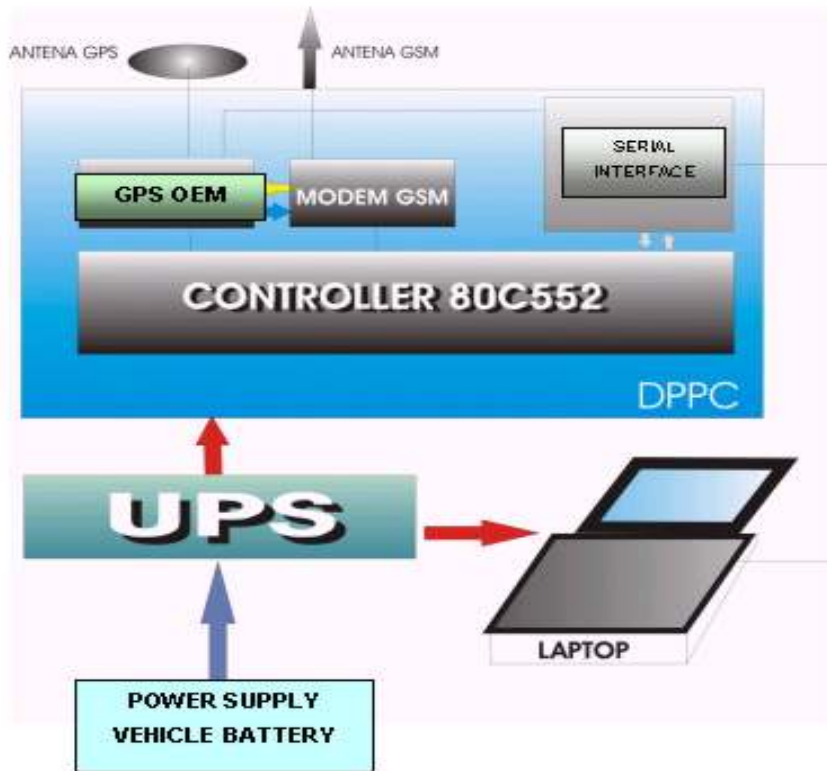 ANTENA GPS
ANTENA GSM
SERIAL
INTERFACE
GPS OEM
MODEM GSM
CONTROLLER 80C552
DPPC
UPS
LAPTOP
POWER SUPPLY
VEHICLE BATTERY